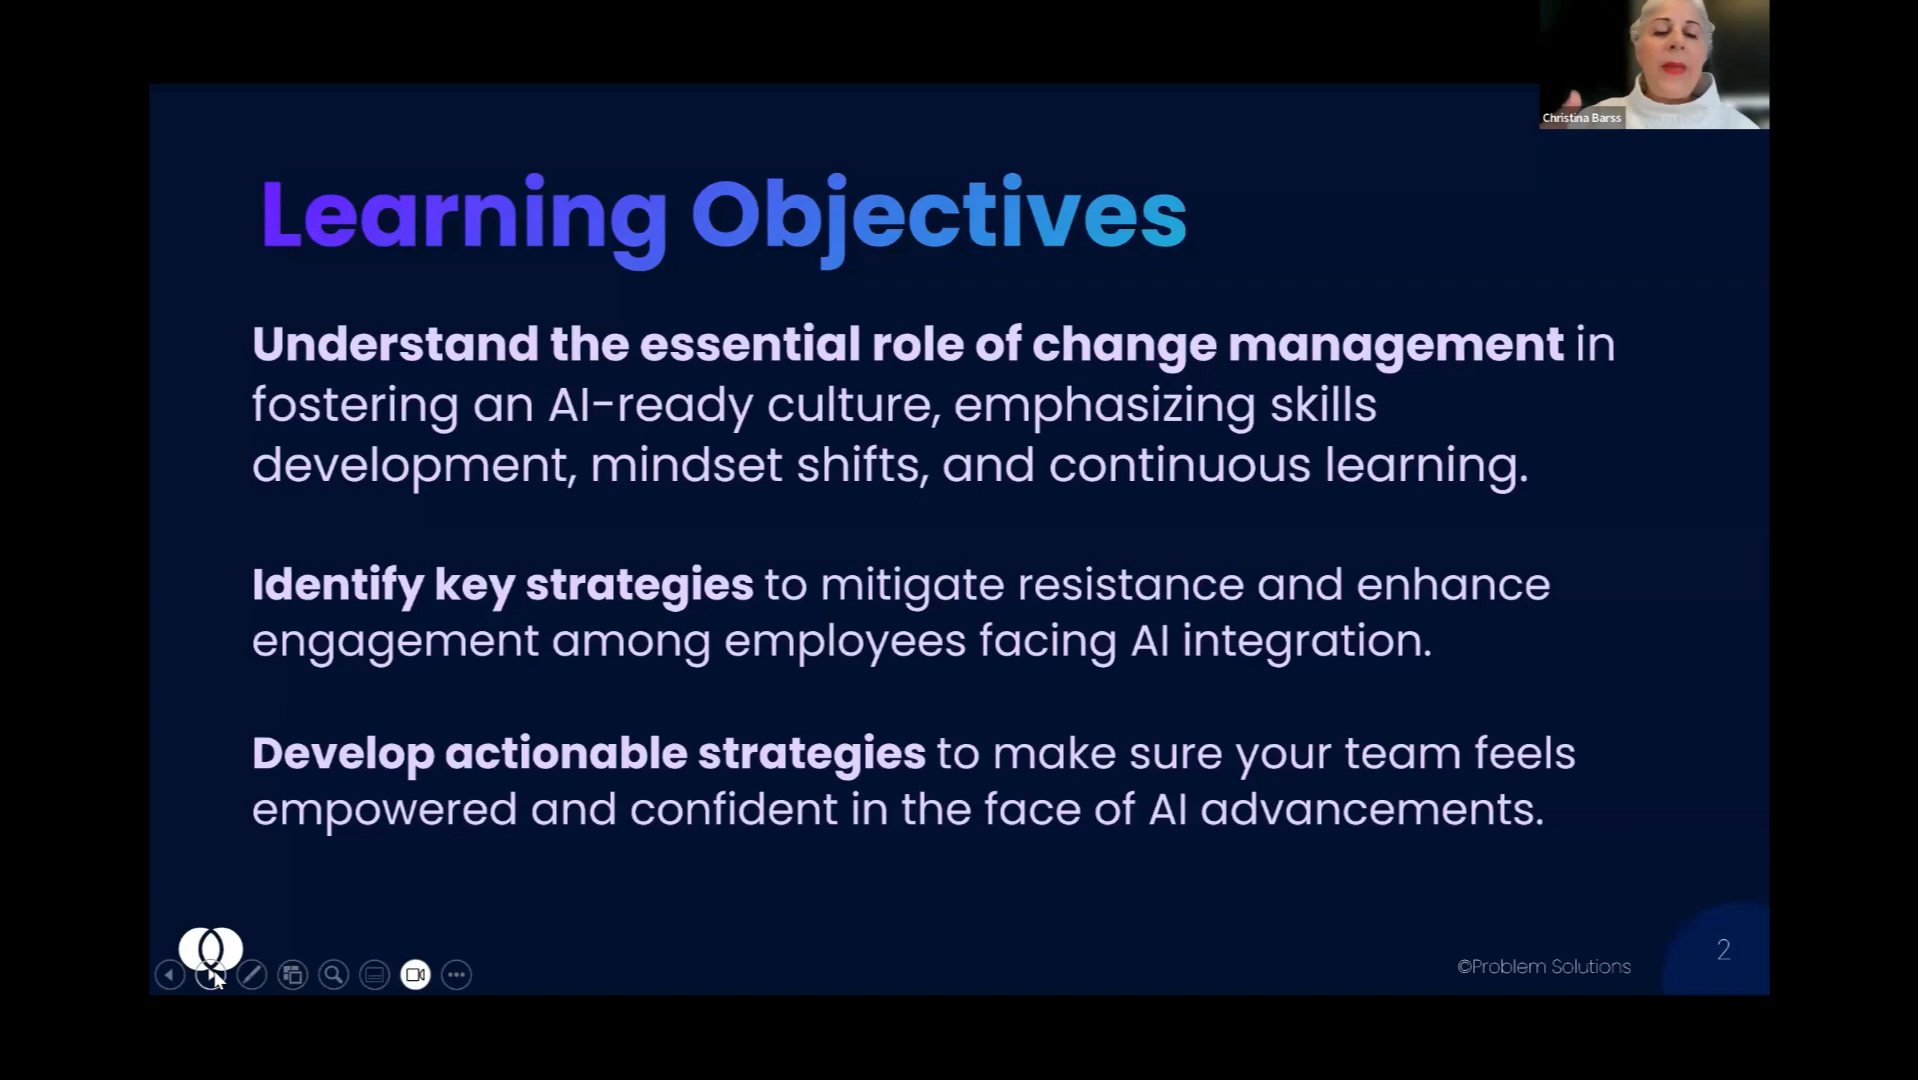 Christina Barss
Learning Objectives
Understand the essential role of change management in
fostering an AI-ready culture, emphasizing skills
development, mindset shifts, and continuous learning.
Identify key strategies to mitigate resistance and enhance
engagement among employees facing AI integration.
Develop actionable strategies to make sure your team feels
empowered and confident in the face of AI advancements.
©Problem Solutions
2